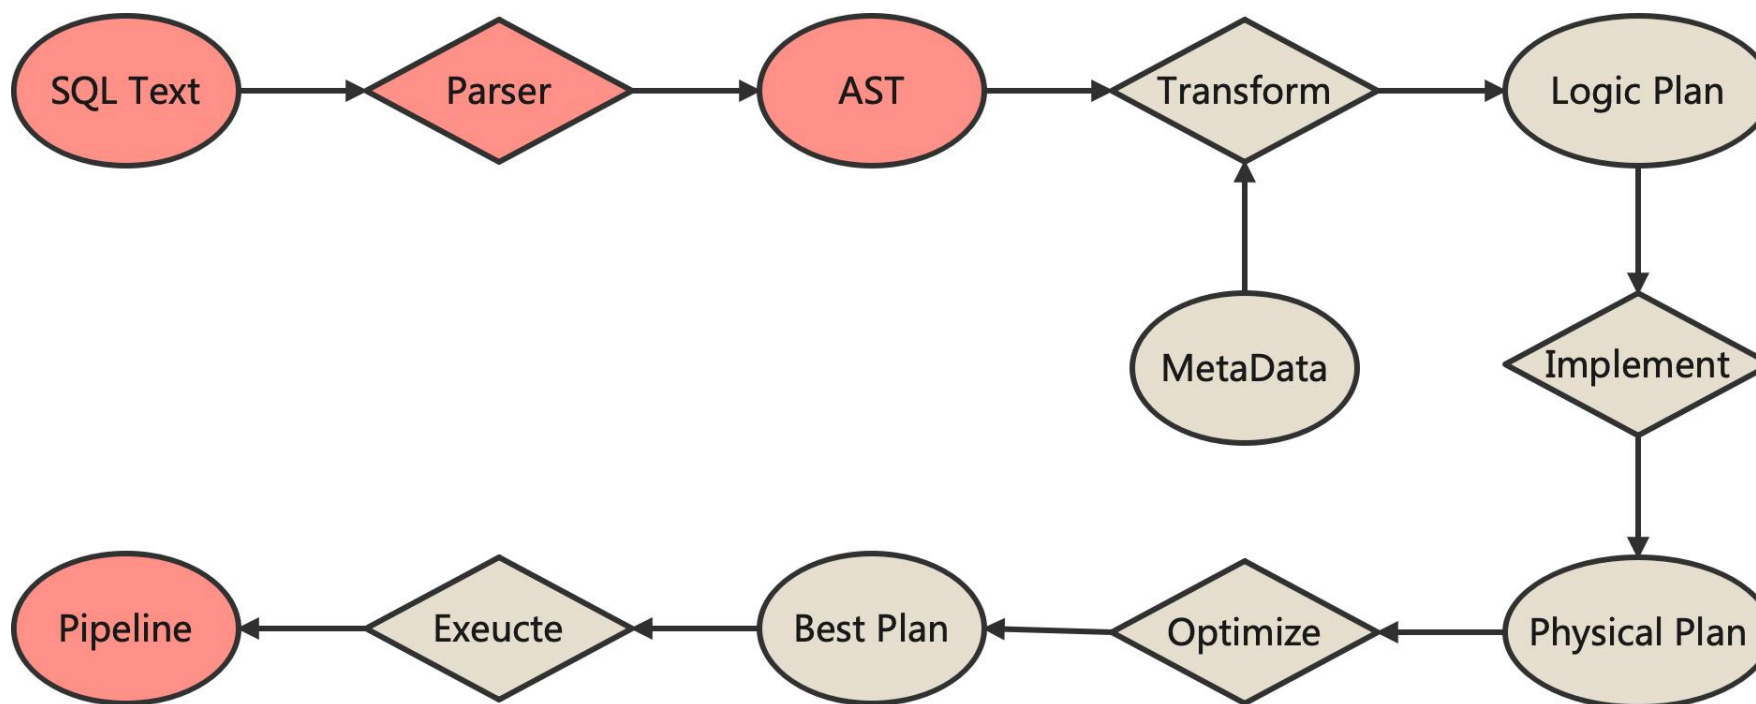 SQL Text
Parser
AST
Transform
Logic Plan
MetaData
Implement
Pipeline
Exeucte
Best Plan
Optimize
Physical Plan